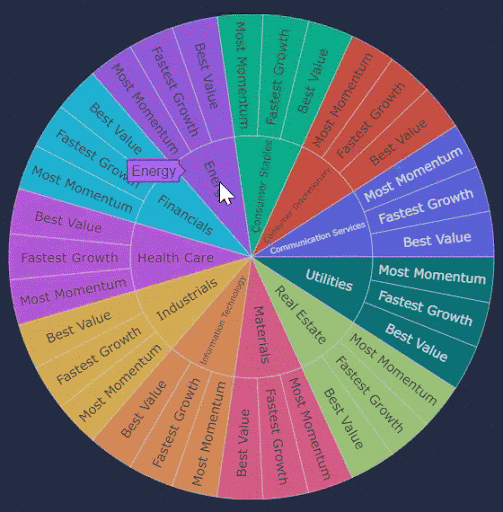 Most Momentum
Fastest Growth
Best Value
Consumer Staples
Most Momentum
Fastest Growth
Best Value
Consumer Discretionary
Most Momentum
Fastest Growth
Best Value
Communication Services
Most Momentum
Fastest Growth
Best Value
Utilities
Most Momentum
Fastest Growth
Best Value
Real Estate
Most Momentum
Fastest Growth
Best Value
Materials
Most Momentum
Fastest Growth
Best Value
Information Technology
Most Momentum
Fastest Growth
Best Value
Industrials
Most Momentum
Fastest Growth
Best Value
Health Care
Most Momentum
Fastest Growth
Best Value
Financials
Most Momentum
Fastest Growth
Best Value
Energy